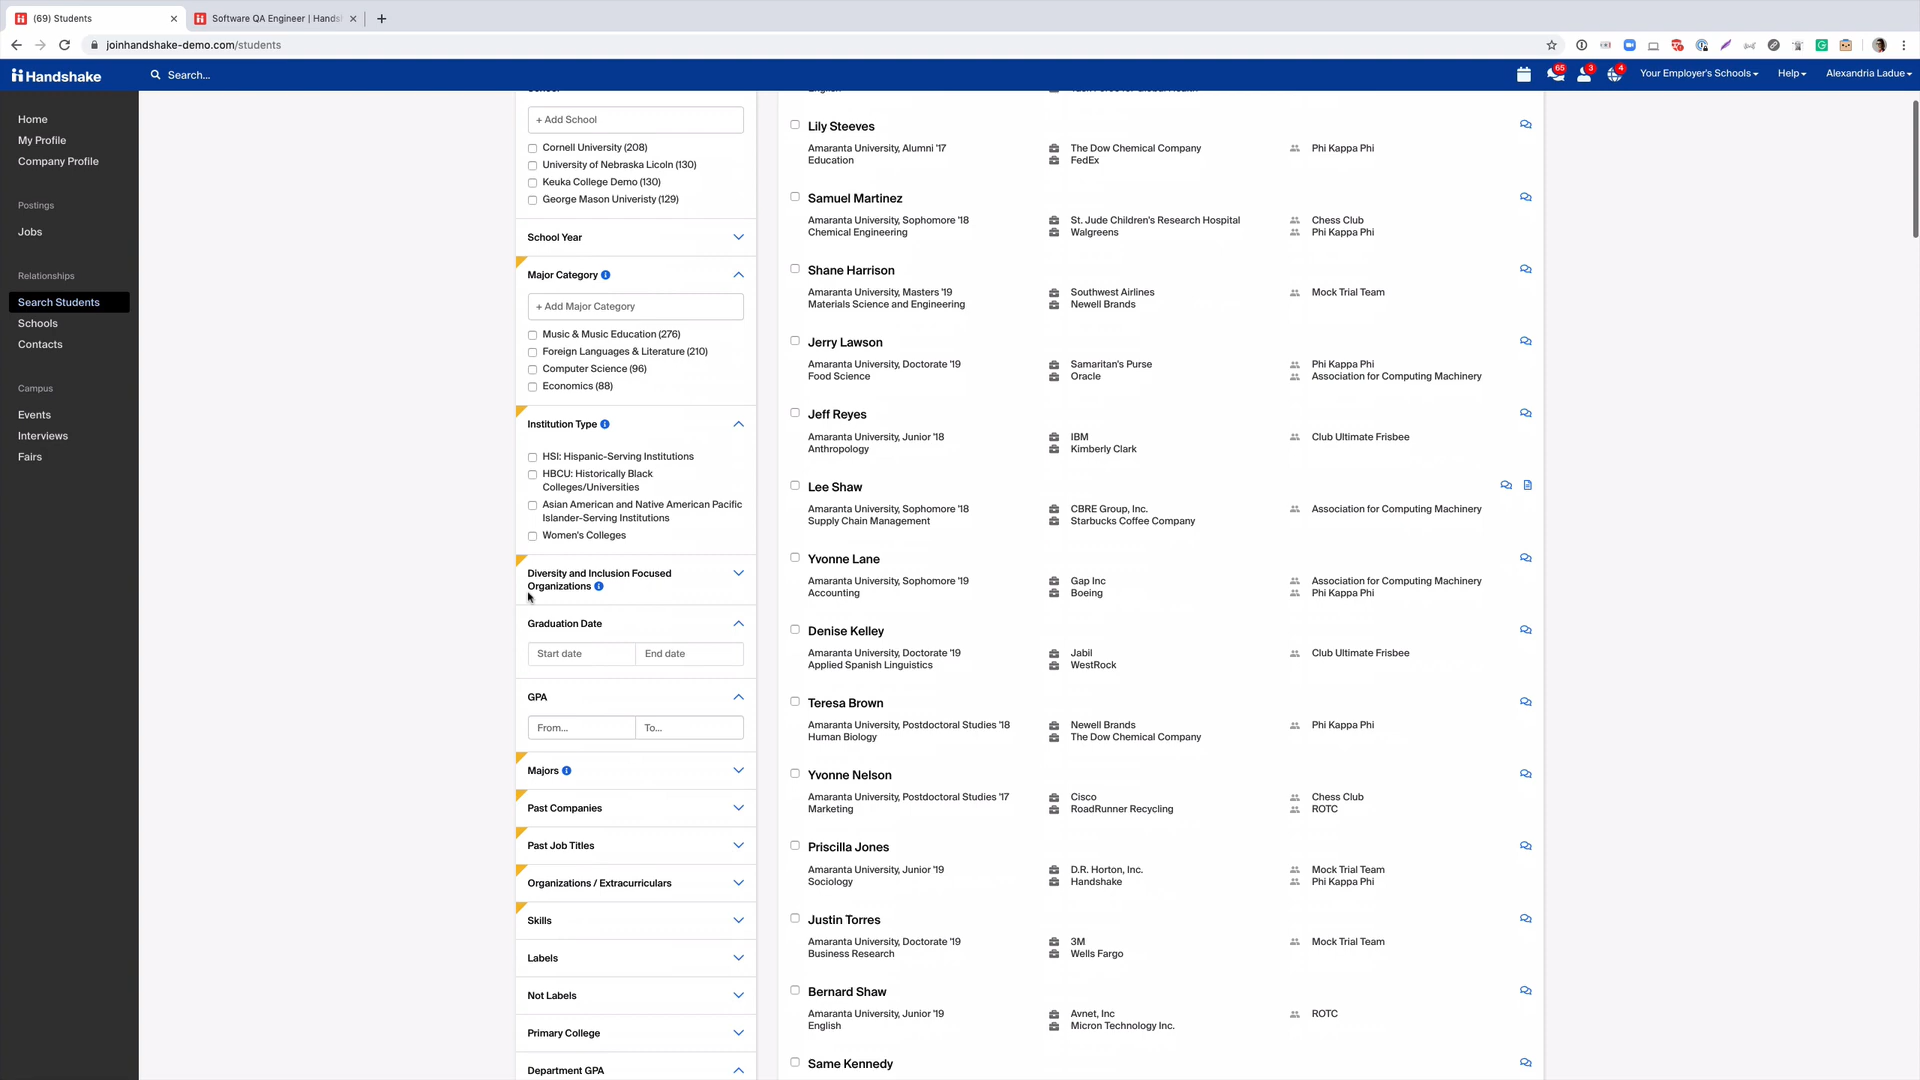 (69) Students
Software QA Engineer | Hands
joinhandshake-demo.com/students
Handshake
Search...
65
3
4
Your Employer's Schools
Help
Alexandria Ladue
Home
My Profile
Company Profile
Postings
Jobs
Relationships
Search Students
Schools
Contacts
Campus
Events
Interviews
Fairs
+ Add School
Cornell University (208)
University of Nebraska Licoln (130)
Keuka College Demo (130)
George Mason Univeristy (129)
School Year
Major Category
+ Add Major Category
Music & Music Education (276)
Foreign Languages & Literature (210)
Computer Science (96)
Economics (88)
Institution Type
HSI: Hispanic-Serving Institutions
HBCU: Historically Black
Colleges/Universities
Asian American and Native American Pacific
Islander-Serving Institutions
Women's Colleges
Diversity and Inclusion Focused
Organizations
Graduation Date
Start date
End date
GPA
From...
To...
Majors
Past Companies
Past Job Titles
Organizations / Extracurriculars
Skills
Labels
Not Labels
Primary College
Department GPA
English
Lily Steeves
Amaranta University, Alumni '17
Education
The Dow Chemical Company
FedEx
Phi Kappa Phi
Samuel Martinez
Amaranta University, Sophomore '18
Chemical Engineering
St. Jude Children's Research Hospital
Walgreens
Chess Club
Phi Kappa Phi
Shane Harrison
Amaranta University, Masters '19
Materials Science and Engineering
Southwest Airlines
Newell Brands
Mock Trial Team
Jerry Lawson
Amaranta University, Doctorate '19
Food Science
Samaritan's Purse
Oracle
Phi Kappa Phi
Association for Computing Machinery
Jeff Reyes
Amaranta University, Junior '18
Anthropology
IBM
Kimberly Clark
Club Ultimate Frisbee
Lee Shaw
Amaranta University, Sophomore '18
Supply Chain Management
CBRE Group, Inc.
Starbucks Coffee Company
Association for Computing Machinery
Yvonne Lane
Amaranta University, Sophomore '19
Accounting
Gap Inc
Boeing
Association for Computing Machinery
Phi Kappa Phi
Denise Kelley
Amaranta University, Doctorate '19
Applied Spanish Linguistics
Jabil
WestRock
Club Ultimate Frisbee
Teresa Brown
Amaranta University, Postdoctoral Studies '18
Human Biology
Newell Brands
The Dow Chemical Company
Phi Kappa Phi
Yvonne Nelson
Amaranta University, Postdoctoral Studies '17
Marketing
Cisco
RoadRunner Recycling
Chess Club
ROTC
Priscilla Jones
Amaranta University, Junior '19
Sociology
D.R. Horton, Inc.
Handshake
Mock Trial Team
Phi Kappa Phi
Justin Torres
Amaranta University, Doctorate '19
Business Research
3M
Wells Fargo
Mock Trial Team
Bernard Shaw
Amaranta University, Junior '19
English
Avnet, Inc
Micron Technology Inc.
ROTC
Same Kennedy